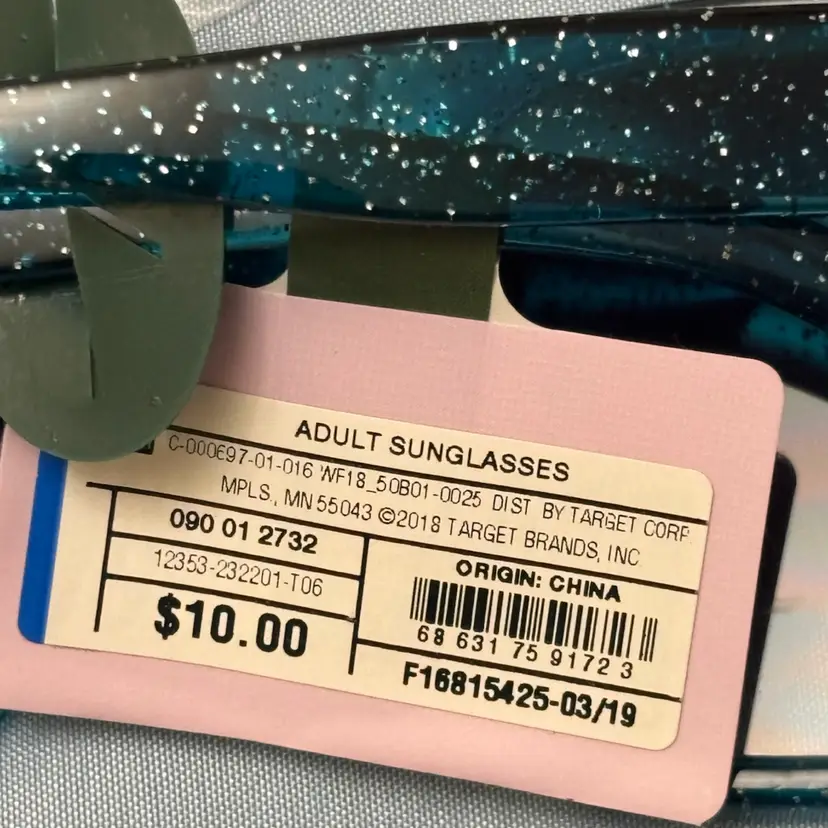 ADULT SUNGLASSES
C-000697-01-016 WF18_50B01-0025 DIST BY TARGET CORP
MPLS., MN 55043 ©2018 TARGET BRANDS, INC
090 01 2732
12353-232201-T06
$10.00
ORIGIN: CHINA
68 631 75 9172 3
F16815425-03/19